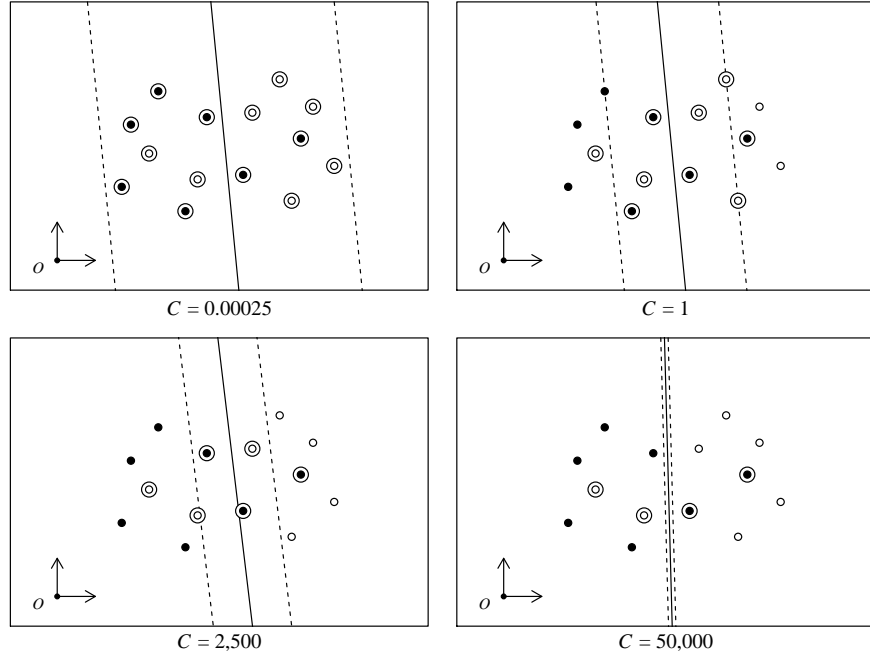 O
O
C = 0.00025
C = 1
O
O
C = 2,500
C = 50,000